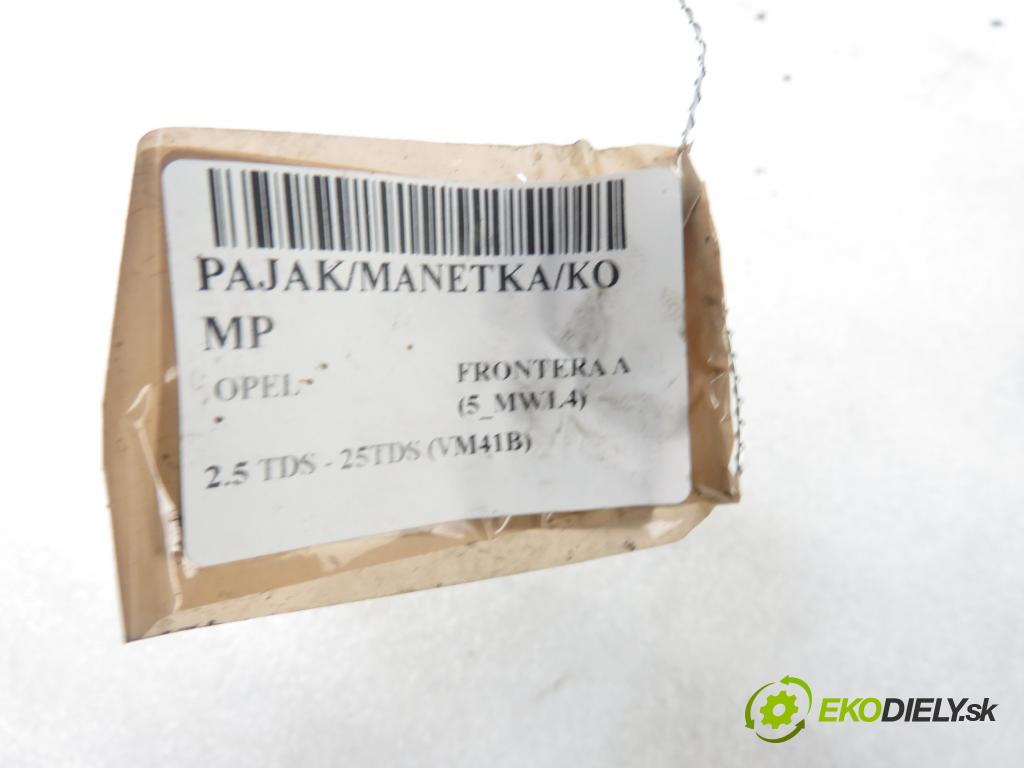 PAJAK/MANETKA/KO
MP
OPEL
FRONTERA A
(5_MWL4)
2.5 TDS - 25TDS (VM41B)
EKODIELY.sk